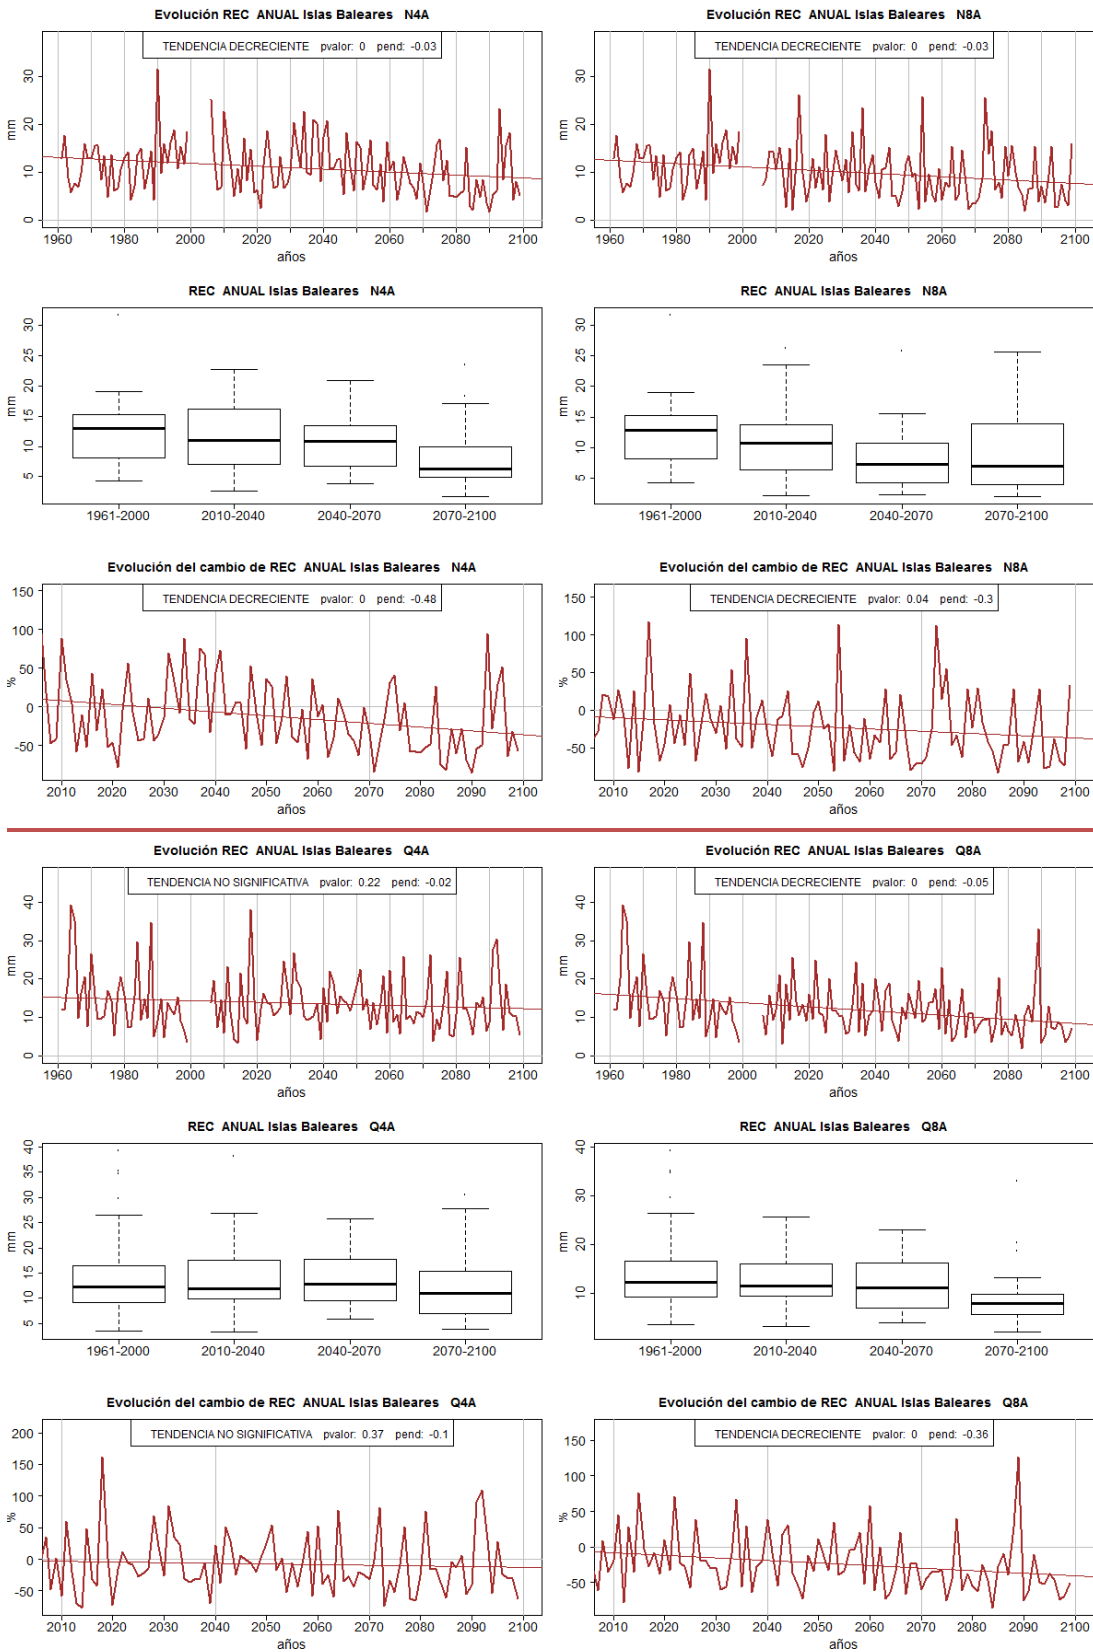 Evolución REC ANUAL Islas Baleares N4A
TENDENCIA DECRECIENTE pvalor: 0 pend: -0.03
mm
0 10 20 30
1960 1980 2000 2020 2040 2060 2080 2100
años
Evolución REC ANUAL Islas Baleares N8A
TENDENCIA DECRECIENTE pvalor: 0 pend: -0.03
mm
0 10 20 30
1960 1980 2000 2020 2040 2060 2080 2100
años
REC ANUAL Islas Baleares N4A
mm
5 10 15 20 25 30
1961-2000 2010-2040 2040-2070 2070-2100
REC ANUAL Islas Baleares N8A
mm
5 10 15 20 25 30
1961-2000 2010-2040 2040-2070 2070-2100
Evolución del cambio de REC ANUAL Islas Baleares N4A
TENDENCIA DECRECIENTE pvalor: 0 pend: -0.48
%
-50 0 50 100 150
2010 2020 2030 2040 2050 2060 2070 2080 2090 2100
años
Evolución del cambio de REC ANUAL Islas Baleares N8A
TENDENCIA DECRECIENTE pvalor: 0.04 pend: -0.3
%
-50 0 50 100 150
2010 2020 2030 2040 2050 2060 2070 2080 2090 2100
años
Evolución REC ANUAL Islas Baleares Q4A
TENDENCIA NO SIGNIFICATIVA pvalor: 0.22 pend: -0.02
mm
0 10 20 30 40
1960 1980 2000 2020 2040 2060 2080 2100
años
Evolución REC ANUAL Islas Baleares Q8A
TENDENCIA DECRECIENTE pvalor: 0 pend: -0.05
mm
0 10 20 30 40
1960 1980 2000 2020 2040 2060 2080 2100
años
REC ANUAL Islas Baleares Q4A
mm
5 10 15 20 25 30 35 40
1961-2000 2010-2040 2040-2070 2070-2100
REC ANUAL Islas Baleares Q8A
mm
10 20 30 40
1961-2000 2010-2040 2040-2070 2070-2100
Evolución del cambio de REC ANUAL Islas Baleares Q4A
TENDENCIA NO SIGNIFICATIVA pvalor: 0.37 pend: -0.1
%
-50 0 50 100 150 200
2010 2020 2030 2040 2050 2060 2070 2080 2090 2100
años
Evolución del cambio de REC ANUAL Islas Baleares Q8A
TENDENCIA DECRECIENTE pvalor: 0 pend: -0.36
%
-50 0 50 100 150
2010 2020 2030 2040 2050 2060 2070 2080 2090 2100
años